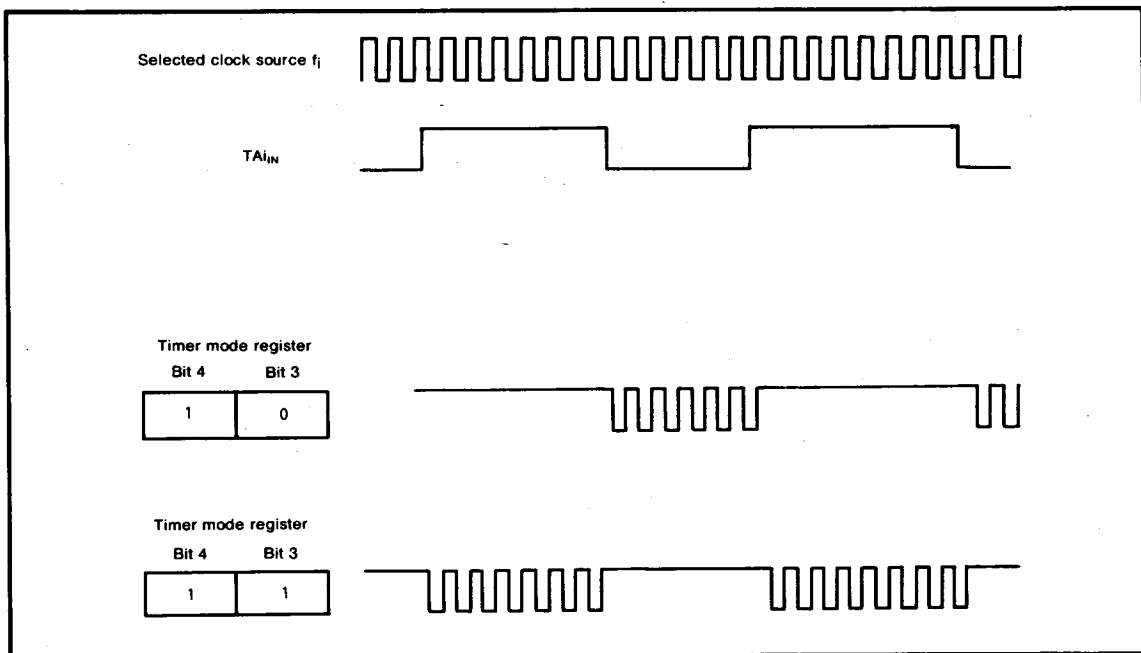 Selected clock source fi
TAiIN
Timer mode register
Bit 4 Bit 3
1 0
Timer mode register
Bit 4 Bit 3
1 1